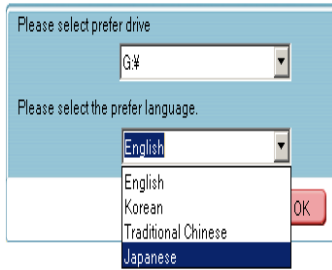 Please select prefer drive
G:¥
Please select the prefer language.
English
English
Korean
OK
Traditional Chinese
Japanese